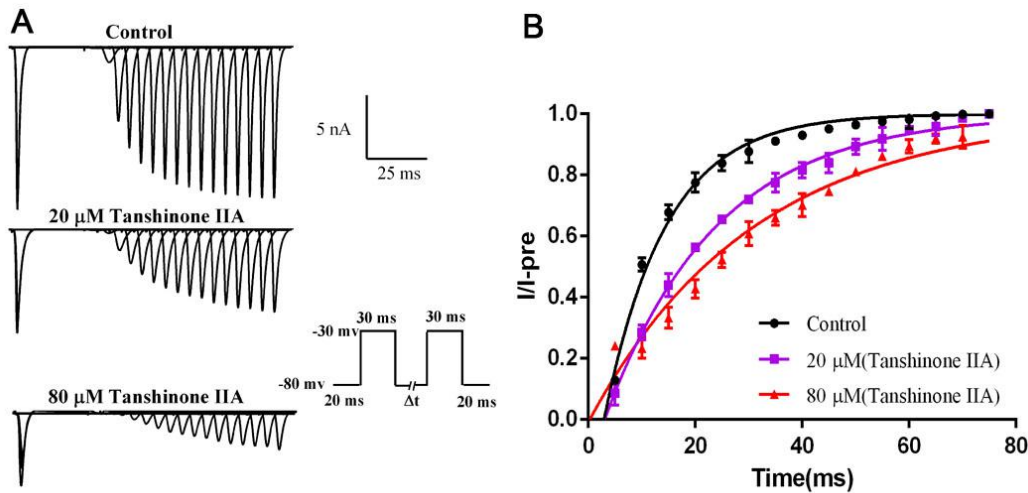 A
Control
5 nA
25 ms
20 μM Tanshinone IIA
30 ms 30 ms
-30 mv
-80 mv
20 ms Δt 20 ms
80 μM Tanshinone IIA
B
I/I-pre
1.0
0.8
0.6
0.4
0.2
0.0
0 20 40 60 80
Time(ms)
Control
20 μM(Tanshinone IIA)
80 μM(Tanshinone IIA)